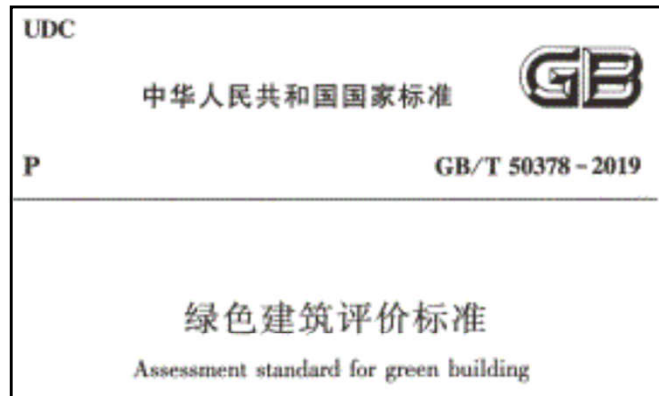 UDC
GB
中华人民共和国国家标准
P
GB/T 50378-2019
绿色建筑评价标准
Assessment standard for green building